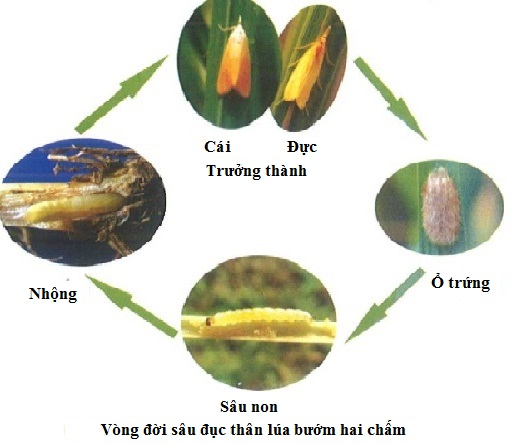 Cái Đực
Trưởng thành
Ổ trứng
Nhộng
Sâu non
Vòng đời sâu đục thân lúa bướm hai chấm